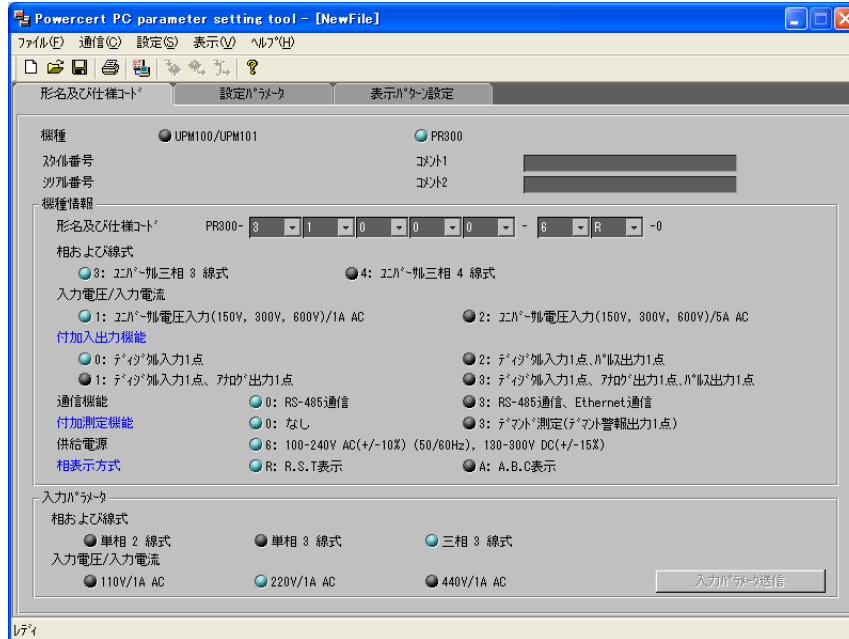 Powercert PC parameter setting tool - [NewFile]
ﾌｧｲﾙ(F) 通信(C) 設定(S) 表示(V) ﾍﾙﾌﾟ(H)
形名及び仕様ｺｰﾄﾞ 設定ﾊﾟﾗﾒｰﾀ 表示ﾊﾟﾀｰﾝ設定
機種 UPM100/UPM101 PR300
ｽﾀｲﾙ番号 ｺﾒﾝﾄ1
ｼﾘｱﾙ番号 ｺﾒﾝﾄ2
機種情報
形名及び仕様ｺｰﾄﾞ PR300- 3 1 0 0 0 - 6 R -0
相および線式
3: ﾕﾆﾊﾞｰｻﾙ三相 3 線式 4: ﾕﾆﾊﾞｰｻﾙ三相 4 線式
入力電圧/入力電流
1: ﾕﾆﾊﾞｰｻﾙ電圧入力(150V, 300V, 600V)/1A AC 2: ﾕﾆﾊﾞｰｻﾙ電圧入力(150V, 300V, 600V)/5A AC
付加入出力機能
0: ﾃﾞｨｼﾞﾀﾙ入力1点 2: ﾃﾞｨｼﾞﾀﾙ入力1点､ﾊﾟﾙｽ出力1点
1: ﾃﾞｨｼﾞﾀﾙ入力1点、ｱﾅﾛｸﾞ出力1点 3: ﾃﾞｨｼﾞﾀﾙ入力1点、ｱﾅﾛｸﾞ出力1点､ﾊﾟﾙｽ出力1点
通信機能 0: RS-485通信 3: RS-485通信、Ethernet通信
付加測定機能 0: なし 3: ﾃﾞﾏﾝﾄﾞ測定(ﾃﾞﾏﾝﾄﾞ警報出力1点)
供給電源 6: 100-240V AC(+/-10%) (50/60Hz), 130-300V DC(+/-15%)
相表示方式 R: R.S.T表示 A: A.B.C表示
入力ﾊﾟﾗﾒｰﾀ
相および線式
単相 2 線式 単相 3 線式 三相 3 線式
入力電圧/入力電流
110V/1A AC 220V/1A AC 440V/1A AC 入力ﾊﾟﾗﾒｰﾀ送信
ﾚﾃﾞｨ